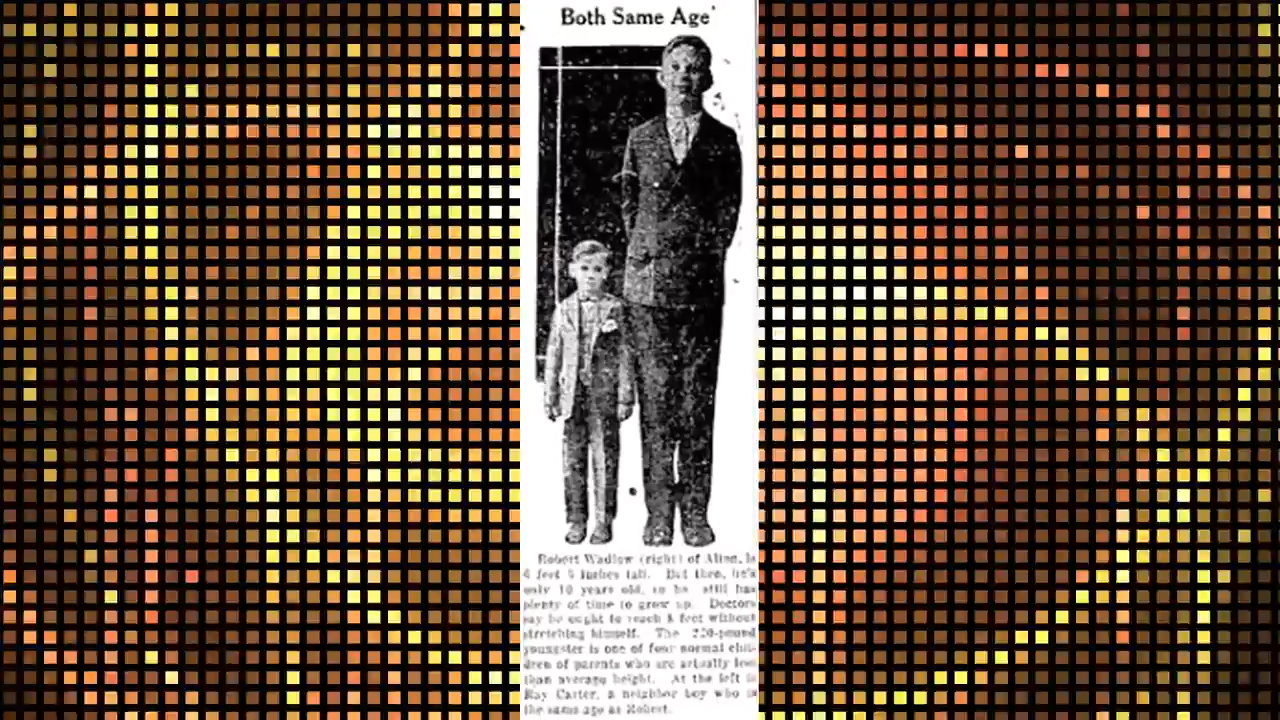 Both Same Age
Robert Wadlow (right) of Alton, is
6 feet 5 inches tall. But then, he's
only 10 years old, so he still has
plenty of time to grow up. Doctors
say he ought to reach 8 feet without
stretching himself. The 220-pound
youngster is one of four normal chil-
dren of parents who are actually less
than average height. At the left is
Ray Carter, a neighbor boy who is
the same age as Robert.